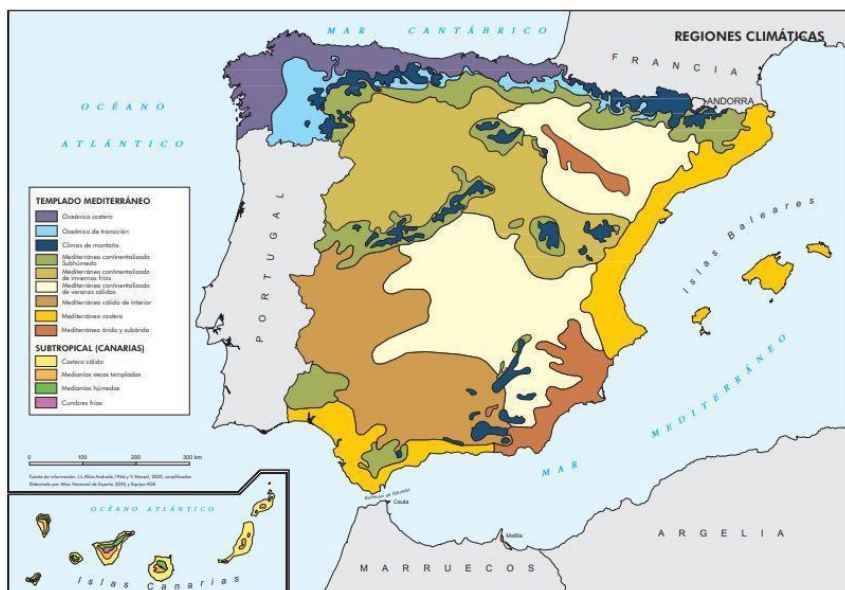 MAR CANTÁBRICO
REGIONES CLIMÁTICAS
FRANCIA
ANDORRA
OCÉANO
ATLÁNTICO
PORTUGAL
Islas Baleares
TEMPLADO MEDITERRÁNEO
Oceánico costero
Oceánico de transición
Climas de montaña
Mediterráneo continentalizado
Subhúmedo
Mediterráneo continentalizado
de inviernos fríos
Mediterráneo continentalizado
de veranos cálidos
Mediterráneo cálido de interior
Mediterráneo costero
Mediterráneo árido y subárido
SUBTROPICAL (CANARIAS)
Costero cálido
Medianías secas templadas
Medianías húmedas
Cumbres frías
0 100 200 300 km
MAR MEDITERRÁNEO
Ceuta
Melilla
MARRUECOS
ARGELIA
OCÉANO ATLÁNTICO
Islas Canarias